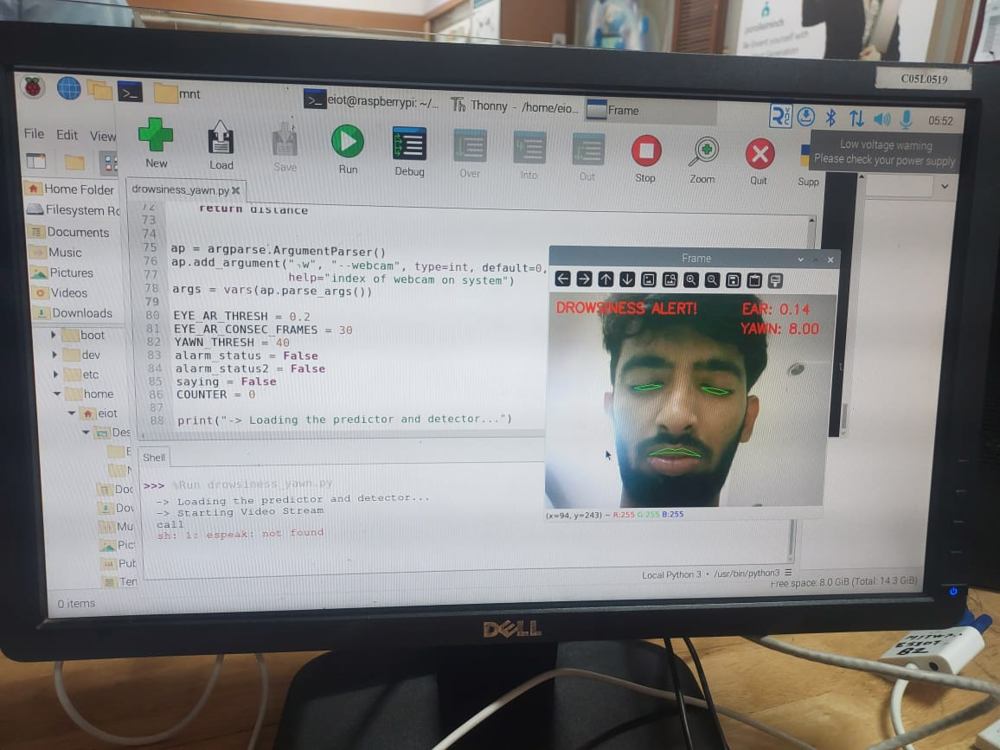 parallelminds
Re-Invent yourself with
C05L0519
mnt
eiot@raspberrypi: ~/...
Th Thonny - /home/eio...
Frame
05:52
Low voltage warning
Please check your power supply
File Edit View
New Load Save Run Debug Over Into Out Stop Zoom Quit Supp
Home Folder
Filesystem Ro
Documents
Music
Pictures
Videos
Downloads
boot
dev
etc
home
eiot
Des
Doc
Dov
Mu
Pic
Pub
Ten
0 items
drowsiness_yawn.py
72 return distance
73
74
75 ap = argparse.ArgumentParser()
76 ap.add_argument("-w", "--webcam", type=int, default=0,
77 help="index of webcam on system")
78 args = vars(ap.parse_args())
79
80 EYE_AR_THRESH = 0.2
81 EYE_AR_CONSEC_FRAMES = 30
82 YAWN_THRESH = 40
83 alarm_status = False
84 alarm_status2 = False
85 saying = False
86 COUNTER = 0
87
88 print("-> Loading the predictor and detector...")
Shell
>>> %Run drowsiness_yawn.py
-> Loading the predictor and detector...
-> Starting Video Stream
call
sh: 1: espeak: not found
Local Python 3 • /usr/bin/python3
Free space: 8.0 GiB (Total: 14.3 GiB)
Frame
DROWSINESS ALERT!
EAR: 0.14
YAWN: 8.00
(x=94, y=243) ~ R:255 G:255 B:255
DELL
B2